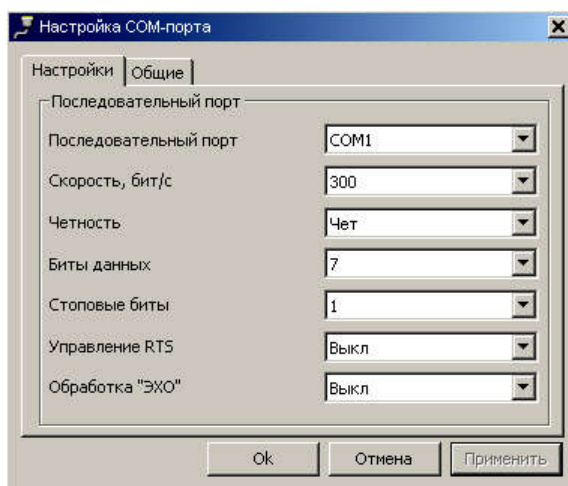 Настройка COM-порта
Настройки Общие
Последовательный порт
Последовательный порт COM1
Скорость, бит/с 300
Четность Чет
Биты данных 7
Стоповые биты 1
Управление RTS Выкл
Обработка "ЭХО" Выкл
Ok Отмена Применить